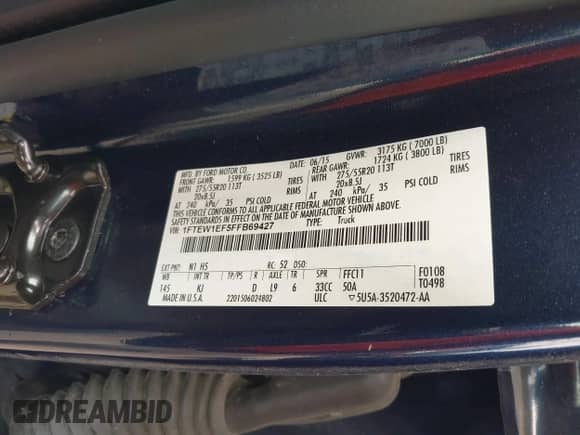 MFD. BY FORD MOTOR CO. DATE: 06/15 GVWR: 3175 KG ( 7000 LB)
FRONT GAWR: 1599 KG ( 3525 LB) REAR GAWR: 1724 KG ( 3800 LB)
WITH 275/55R20 113T TIRES WITH 275/55R20 113T TIRES
20x8.5J RIMS 20x8.5J RIMS
AT 240 kPa/ 35 PSI COLD AT 240 kPa/ 35 PSI COLD
THIS VEHICLE CONFORMS TO ALL APPLICABLE FEDERAL MOTOR VEHICLE
SAFETY STANDARDS IN EFFECT ON THE DATE OF MANUFACTURE SHOWN ABOVE.
VIN: 1FTEW1EF5FFB69427 TYPE: Truck
EXT PNT: N1 HS RC: 52 DSO: F0108
WB INT TR TP/PS R AXLE TR SPR FFC11 T0498
145 KJ D L9 6 33CC 50A
MADE IN U.S.A. 2201506024802 ULC 5U5A-3520472-AA
DREAMBID